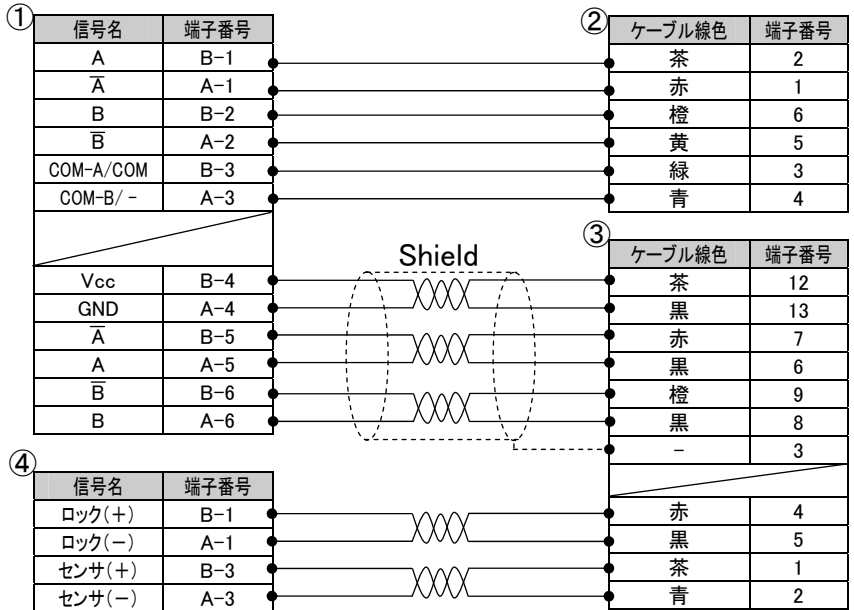 ①
信号名 端子番号
A B-1
A̅ A-1
B B-2
B̅ A-2
COM-A/COM B-3
COM-B/ - A-3
Vcc B-4
GND A-4
A̅ B-5
A A-5
B̅ B-6
B A-6
②
ケーブル線色 端子番号
茶 2
赤 1
橙 6
黄 5
緑 3
青 4
Shield
③
ケーブル線色 端子番号
茶 12
黒 13
赤 7
黒 6
橙 9
黒 8
- 3
赤 4
黒 5
茶 1
青 2
④
信号名 端子番号
ロック(+) B-1
ロック(-) A-1
センサ(+) B-3
センサ(-) A-3